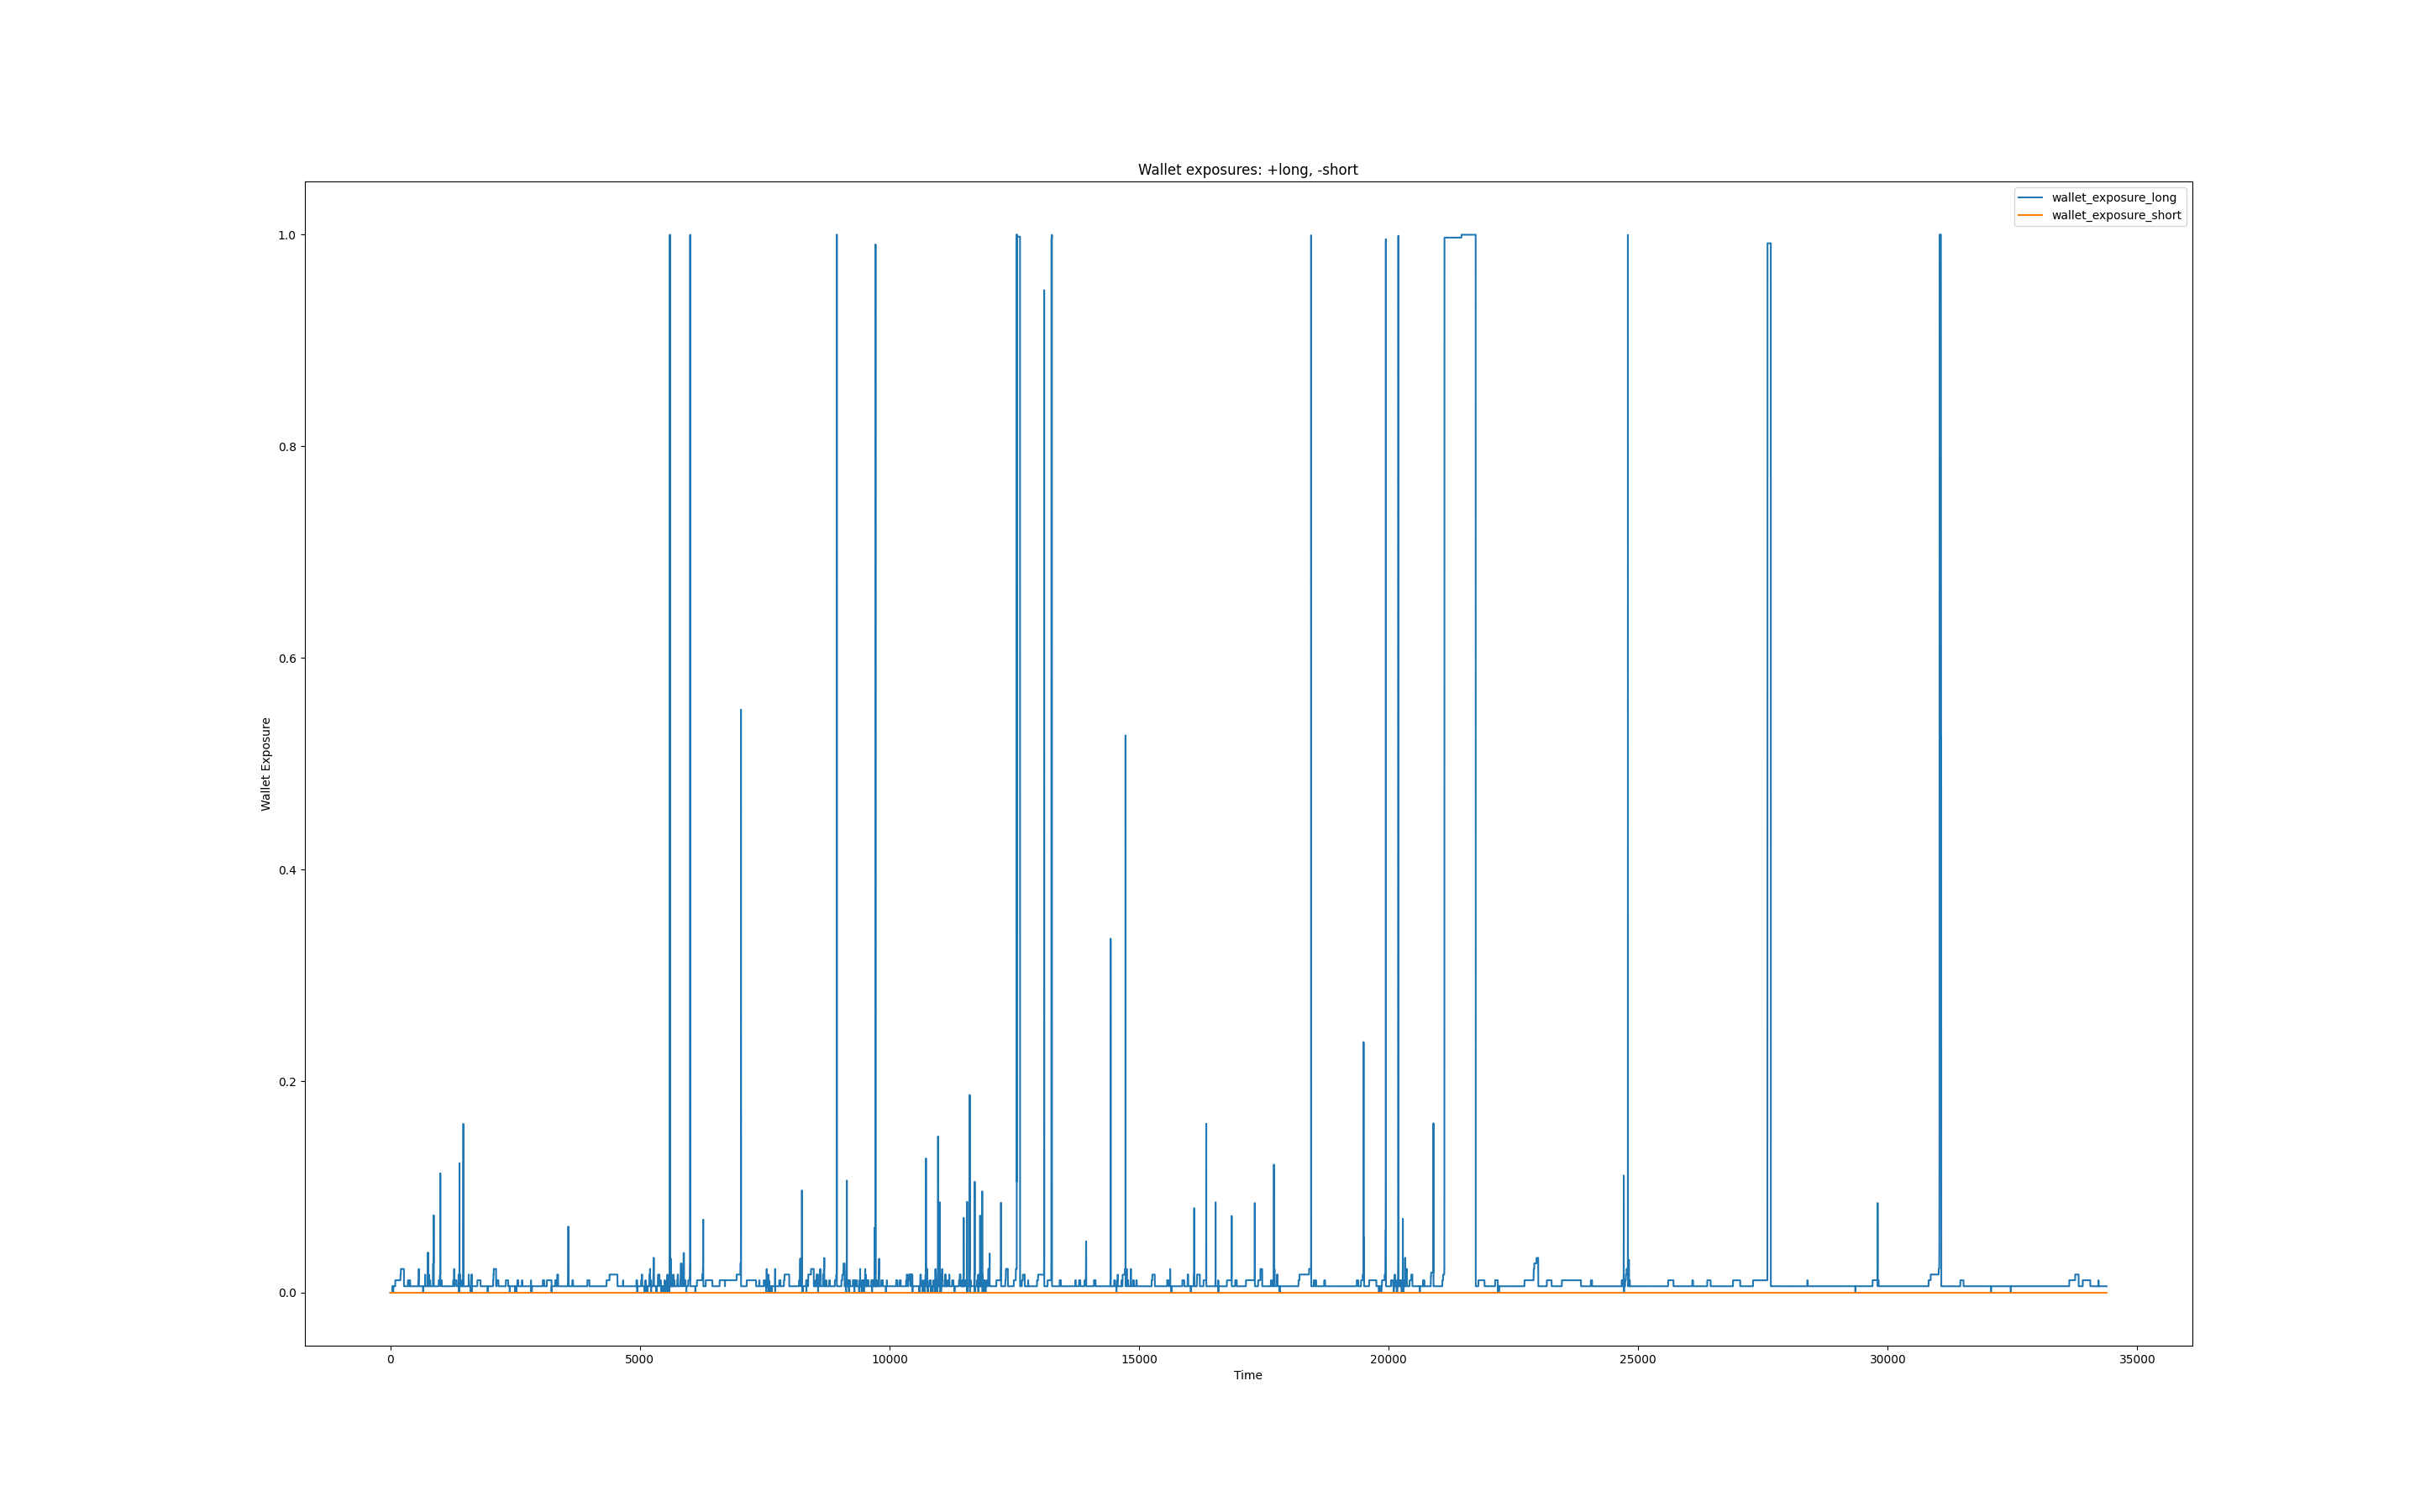 Wallet exposures: +long, -short
wallet_exposure_long
wallet_exposure_short
1.0
0.8
0.6
0.4
0.2
0.0
Wallet Exposure
0 5000 10000 15000 20000 25000 30000 35000
Time